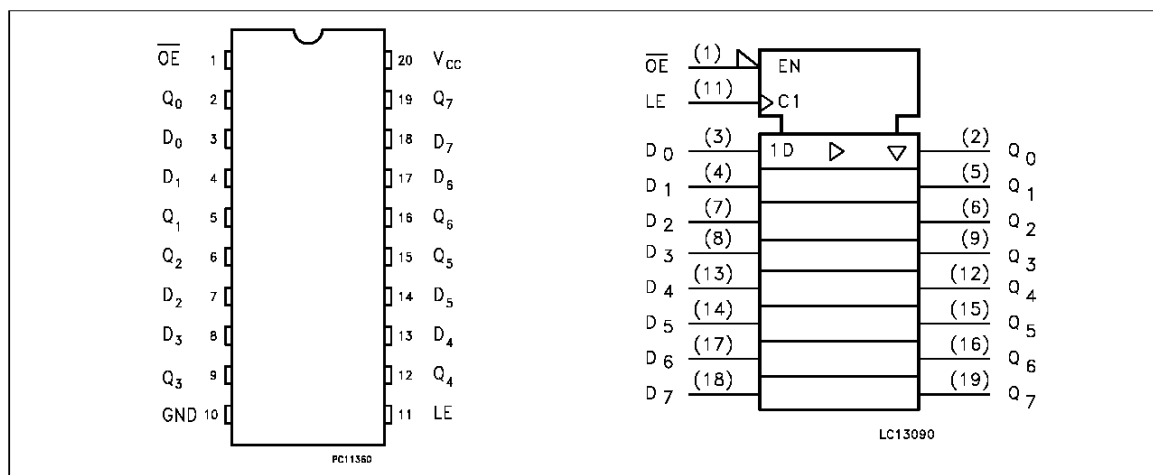 OE 1 20 VCC
Q0 2 19 Q7
D0 3 18 D7
D1 4 17 D6
Q1 5 16 Q6
Q2 6 15 Q5
D2 7 14 D5
D3 8 13 D4
Q3 9 12 Q4
GND 10 11 LE
PC11360
OE (1) EN
LE (11) C1
D0 (3) 1D (2) Q0
D1 (4) (5) Q1
D2 (7) (6) Q2
D3 (8) (9) Q3
D4 (13) (12) Q4
D5 (14) (15) Q5
D6 (17) (16) Q6
D7 (18) (19) Q7
LC13090